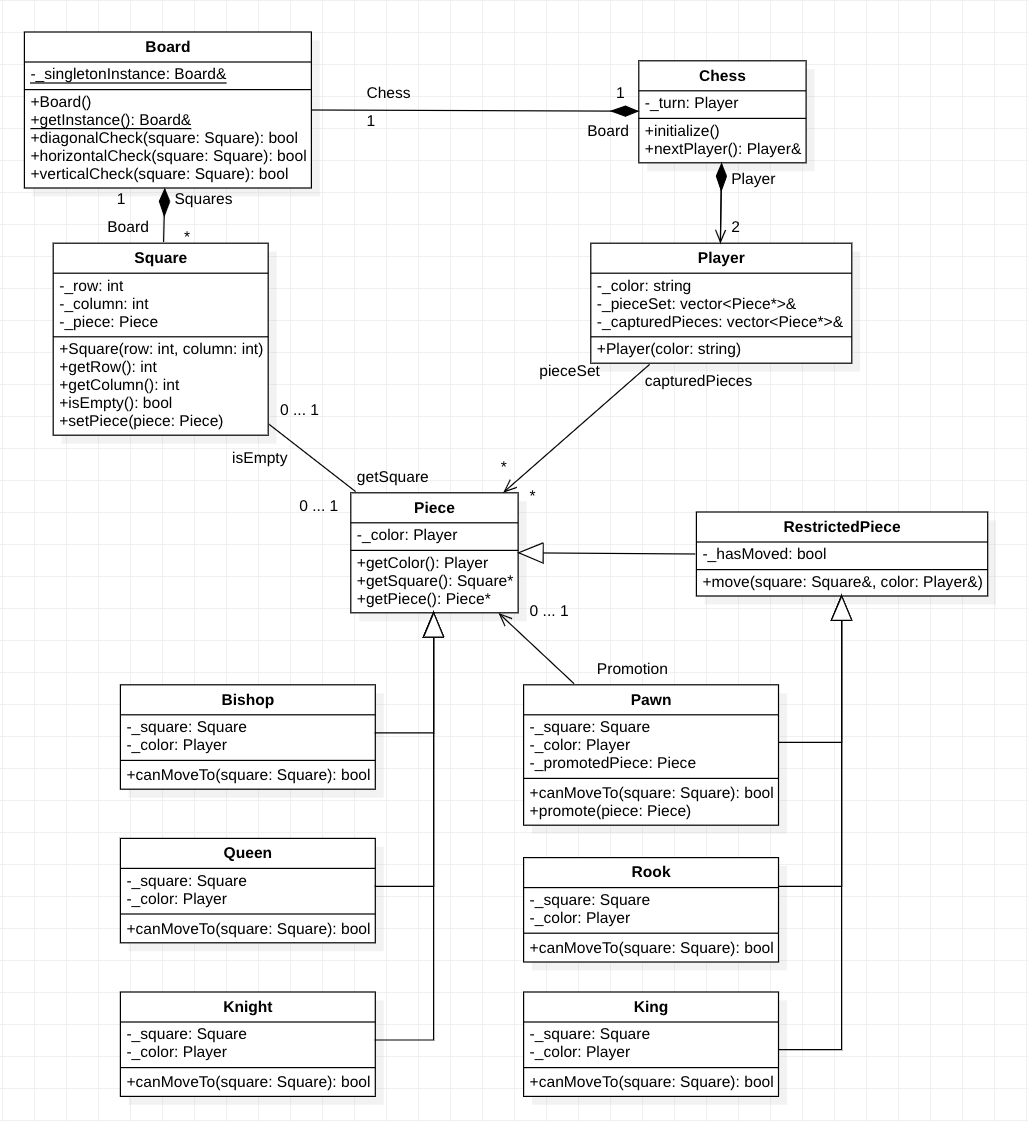 Board
-_singletonInstance: Board&
+Board()
+getInstance(): Board&
+diagonalCheck(square: Square): bool
+horizontalCheck(square: Square): bool
+verticalCheck(square: Square): bool
Chess
1
1
Board
Chess
-_turn: Player
+initialize()
+nextPlayer(): Player&
1
Squares
Board
*
Player
2
Square
-_row: int
-_column: int
-_piece: Piece
+Square(row: int, column: int)
+getRow(): int
+getColumn(): int
+isEmpty(): bool
+setPiece(piece: Piece)
Player
-_color: string
-_pieceSet: vector<Piece*>&
-_capturedPieces: vector<Piece*>&
+Player(color: string)
pieceSet
capturedPieces
0 ... 1
isEmpty
getSquare
0 ... 1
*
*
Piece
-_color: Player
+getColor(): Player
+getSquare(): Square*
+getPiece(): Piece*
RestrictedPiece
-_hasMoved: bool
+move(square: Square&, color: Player&)
0 ... 1
Promotion
Bishop
-_square: Square
-_color: Player
+canMoveTo(square: Square): bool
Pawn
-_square: Square
-_color: Player
-_promotedPiece: Piece
+canMoveTo(square: Square): bool
+promote(piece: Piece)
Queen
-_square: Square
-_color: Player
+canMoveTo(square: Square): bool
Rook
-_square: Square
-_color: Player
+canMoveTo(square: Square): bool
Knight
-_square: Square
-_color: Player
+canMoveTo(square: Square): bool
King
-_square: Square
-_color: Player
+canMoveTo(square: Square): bool